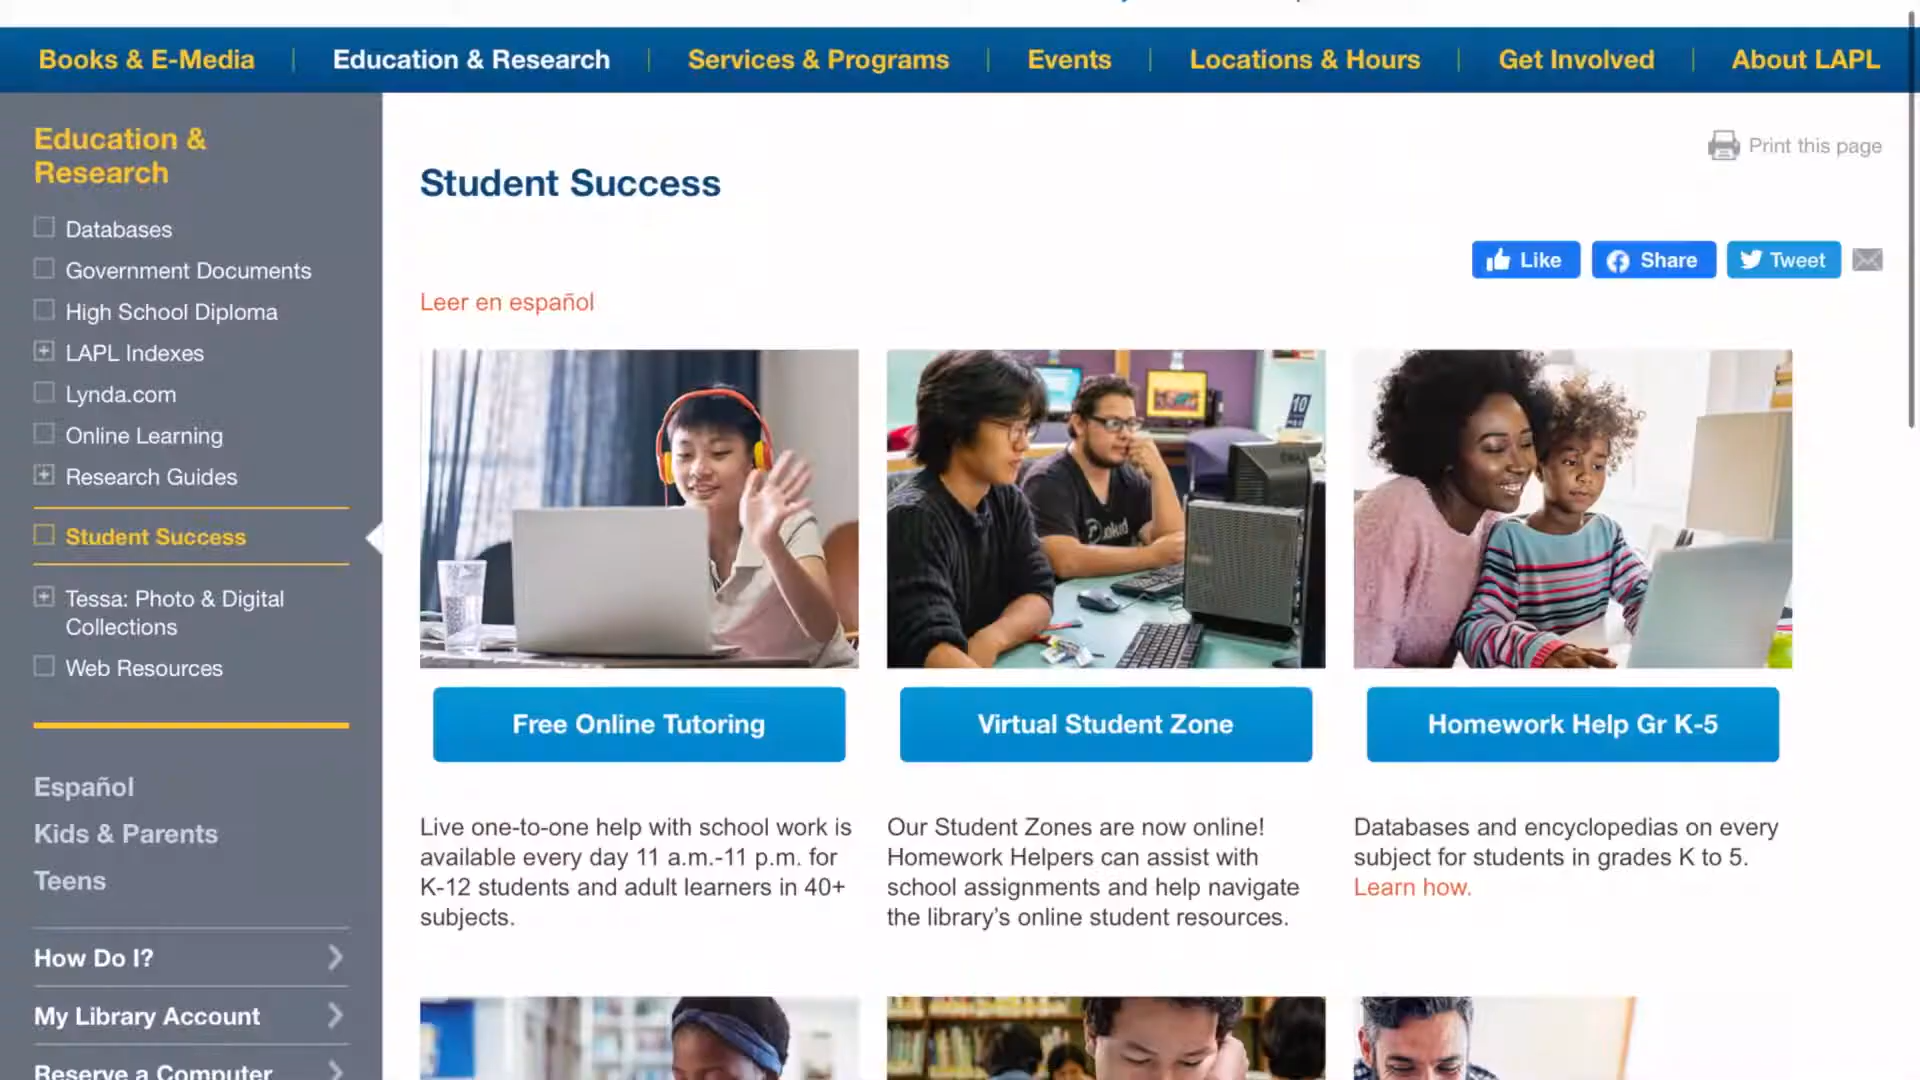 Books & E-Media
Education & Research
Services & Programs
Events
Locations & Hours
Get Involved
About LAPL
Education &
Research
Databases
Government Documents
High School Diploma
LAPL Indexes
Lynda.com
Online Learning
Research Guides
Student Success
Tessa: Photo & Digital
Collections
Web Resources
Español
Kids & Parents
Teens
How Do I?
My Library Account
Reserve a Computer
Print this page
Student Success
Like
Share
Tweet
Leer en español
10
Free Online Tutoring
Virtual Student Zone
Homework Help Gr K-5
Live one-to-one help with school work is
available every day 11 a.m.-11 p.m. for
K-12 students and adult learners in 40+
subjects.
Our Student Zones are now online!
Homework Helpers can assist with
school assignments and help navigate
the library's online student resources.
Databases and encyclopedias on every
subject for students in grades K to 5.
Learn how.